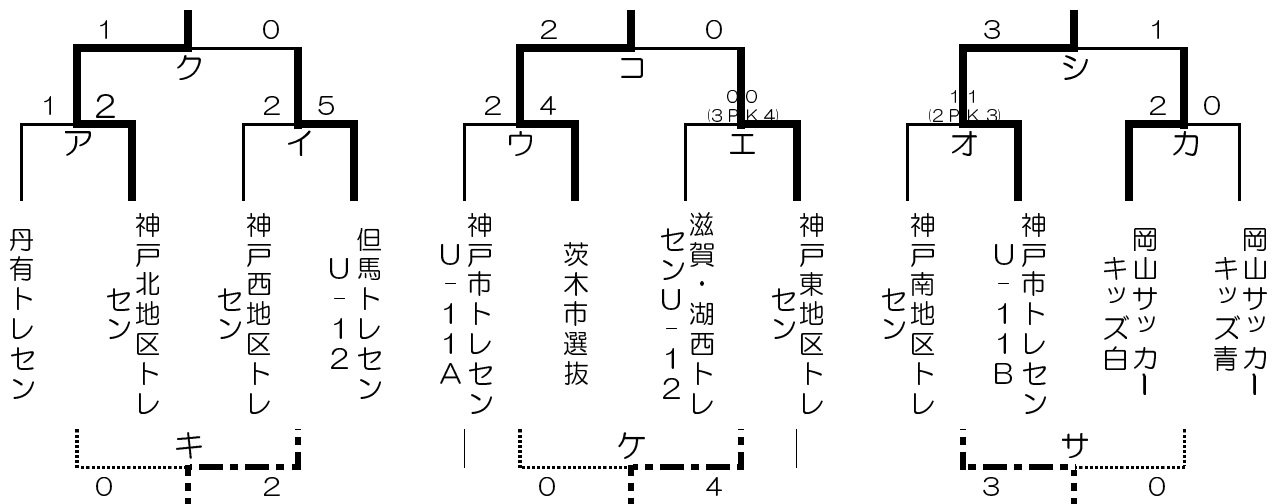 1 0 2 0 3 1
ク コ シ
1 2 2 5 2 4 0 0 1 1 2 0
(3 P K 4) (2 P K 3)
ア イ ウ エ オ カ
丹有トレセン
神戸北地区トレセン
神戸西地区トレセン
但馬トレセン
U-12
神戸市トレセン
U-11A
茨木市選抜
滋賀・湖西トレ
センU-12
神戸東地区トレ
セン
神戸南地区トレ
セン
神戸市トレセン
U-11B
岡山サッカー
キッズ白
岡山サッカー
キッズ青
キ ケ サ
0 2 0 4 3 0